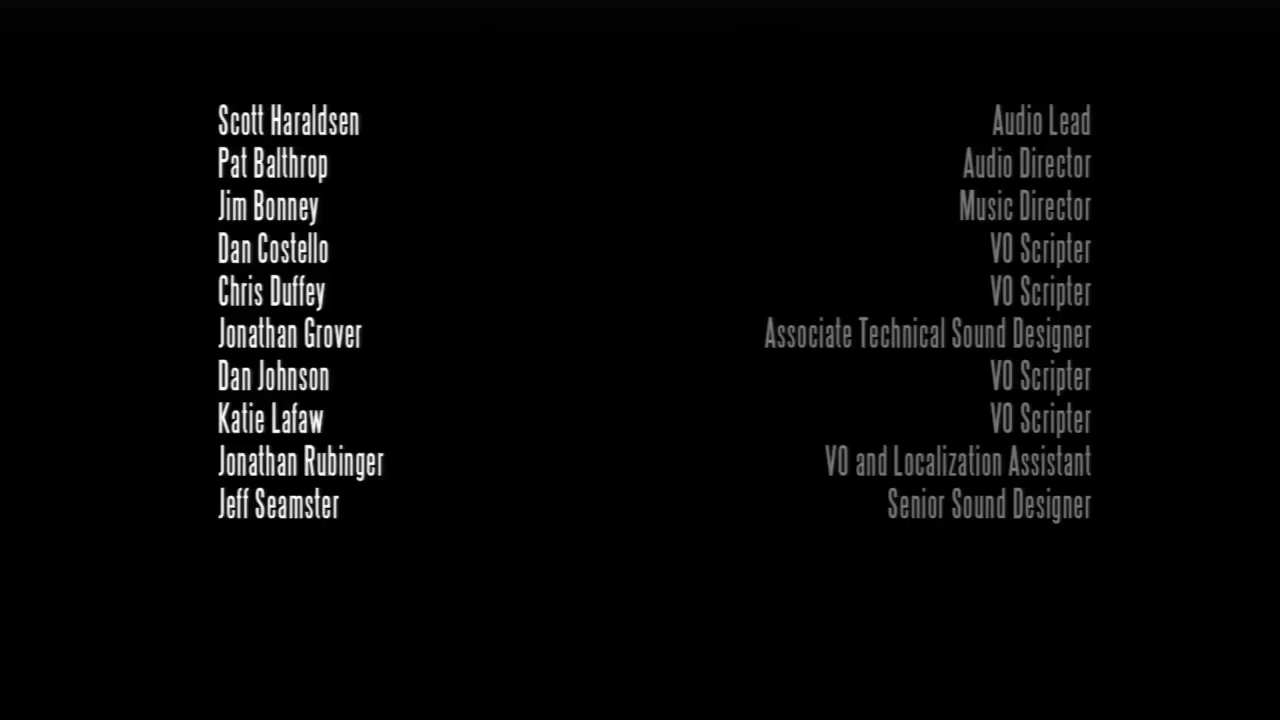 Scott Haraldsen Audio Lead
Pat Balthrop Audio Director
Jim Bonney Music Director
Dan Costello VO Scripter
Chris Duffey VO Scripter
Jonathan Grover Associate Technical Sound Designer
Dan Johnson VO Scripter
Katie Lafaw VO Scripter
Jonathan Rubinger VO and Localization Assistant
Jeff Seamster Senior Sound Designer